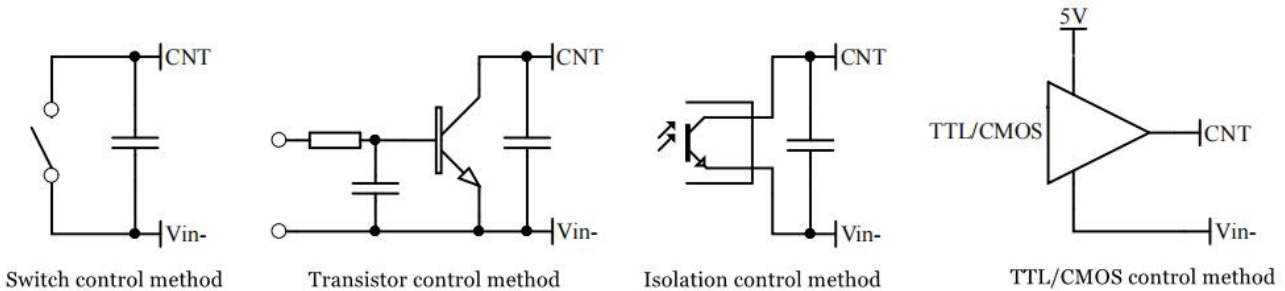 5V
CNT
CNT
CNT
TTL/CMOS
CNT
Vin-
Vin-
Vin-
Vin-
Switch control method
Transistor control method
Isolation control method
TTL/CMOS control method